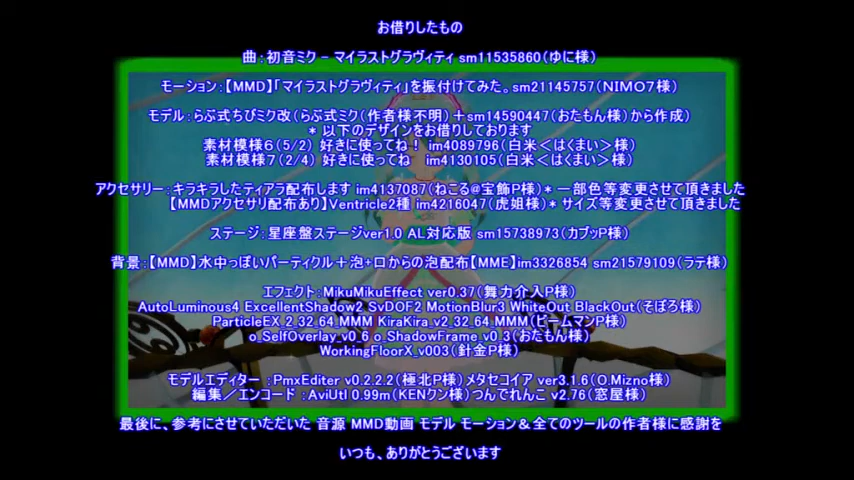 お借りしたもの
曲：初音ミク － マイラストグラヴィティ sm11535860（ゆに様）
モーション：【MMD】「マイラストグラヴィティ」を振付けてみた。sm21145757（NIMO7様）
モデル：らぶ式ちびミク改（らぶ式ミク（作者様不明）＋sm14590447（おたもん様）から作成）
* 以下のデザインをお借りしております
素材模様６（5/2） 好きに使ってね！ im4089796（白米＜はくまい＞様）
素材模様７（2/4） 好きに使ってね　im4130105（白米＜はくまい＞様）
アクセサリー：キラキラしたティアラ配布します im4137087（ねこる@宝飾P様）* 一部色等変更させて頂きました
【MMDアクセサリ配布あり】Ventricle2種 im4216047（虎姐様）* サイズ等変更させて頂きました
ステージ：星座盤ステージver1.0 AL対応版 sm15738973（カブッP様）
背景：【MMD】水中っぽいパーティクル＋泡+口からの泡配布【MME】im3326854 sm21579109（ラテ様）
エフェクト：MikuMikuEffect ver0.37（舞力介入P様）
AutoLuminous4 ExcellentShadow2 SvDOF2 MotionBlur3 WhiteOut BlackOut（そぼろ様）
ParticleEX_2_32_64_MMM KiraKira_v2_32_64_MMM（ビームマンP様）
o_SelfOverlay_v0_6 o_ShadowFrame_v0_3（おたもん様）
WorkingFloorX_v003（針金P様）
モデルエディター ：PmxEditer v0.2.2.2（極北P様）メタセコイア ver3.1.6（O.Mizno様）
編集／エンコード ：AviUtl 0.99m（KENくン様）つんでれんこ v2.76（窓屋様）
最後に、参考にさせていただいた 音源 MMD動画 モデル モーション＆全てのツールの作者様に感謝を
いつも、ありがとうございます